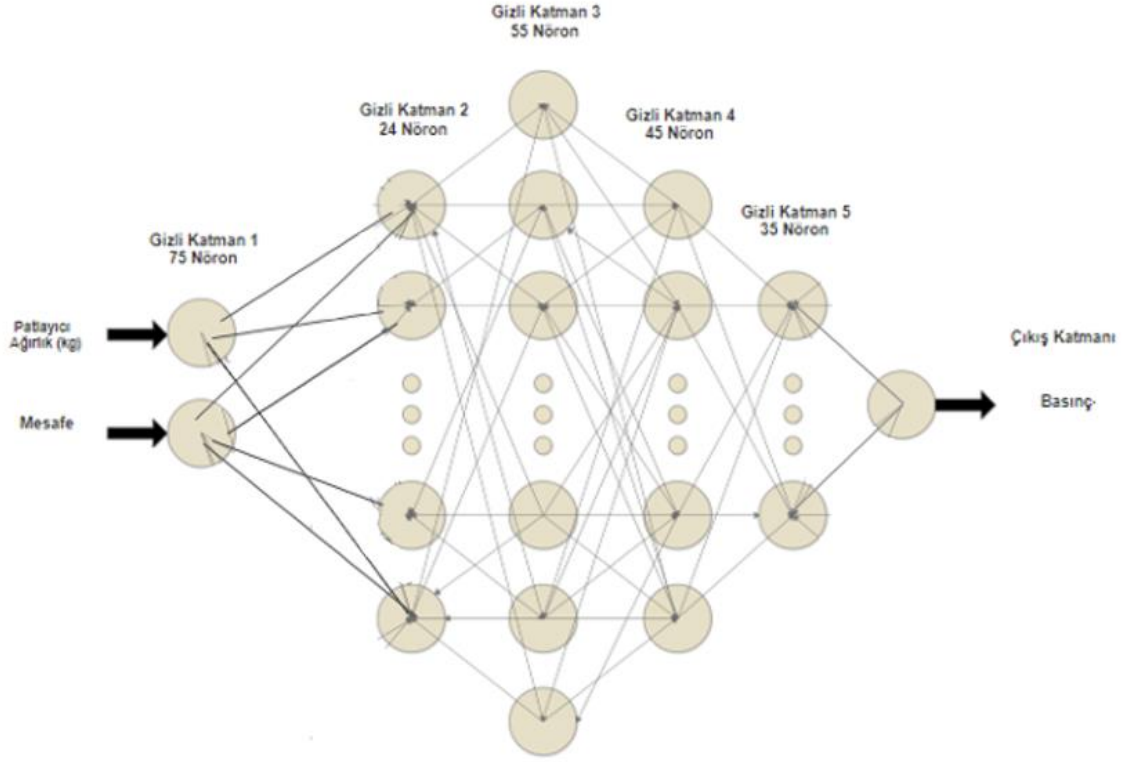 Gizli Katman 3
55 Nöron
Gizli Katman 2
24 Nöron
Gizli Katman 4
45 Nöron
Gizli Katman 5
35 Nöron
Gizli Katman 1
75 Nöron
Patlayıcı
Ağırlık (kg)
Çıkış Katmanı
Mesafe
Basınç